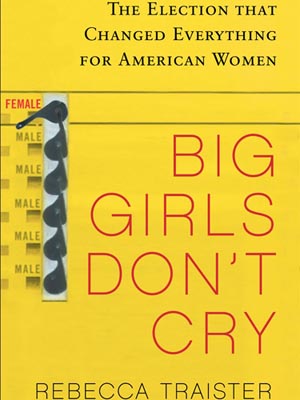 THE ELECTION THAT
CHANGED EVERYTHING
FOR AMERICAN WOMEN
FEMALE
MALE
MALE
MALE
MALE
MALE
BIG
GIRLS
DON'T
CRY
REBECCA TRAISTER